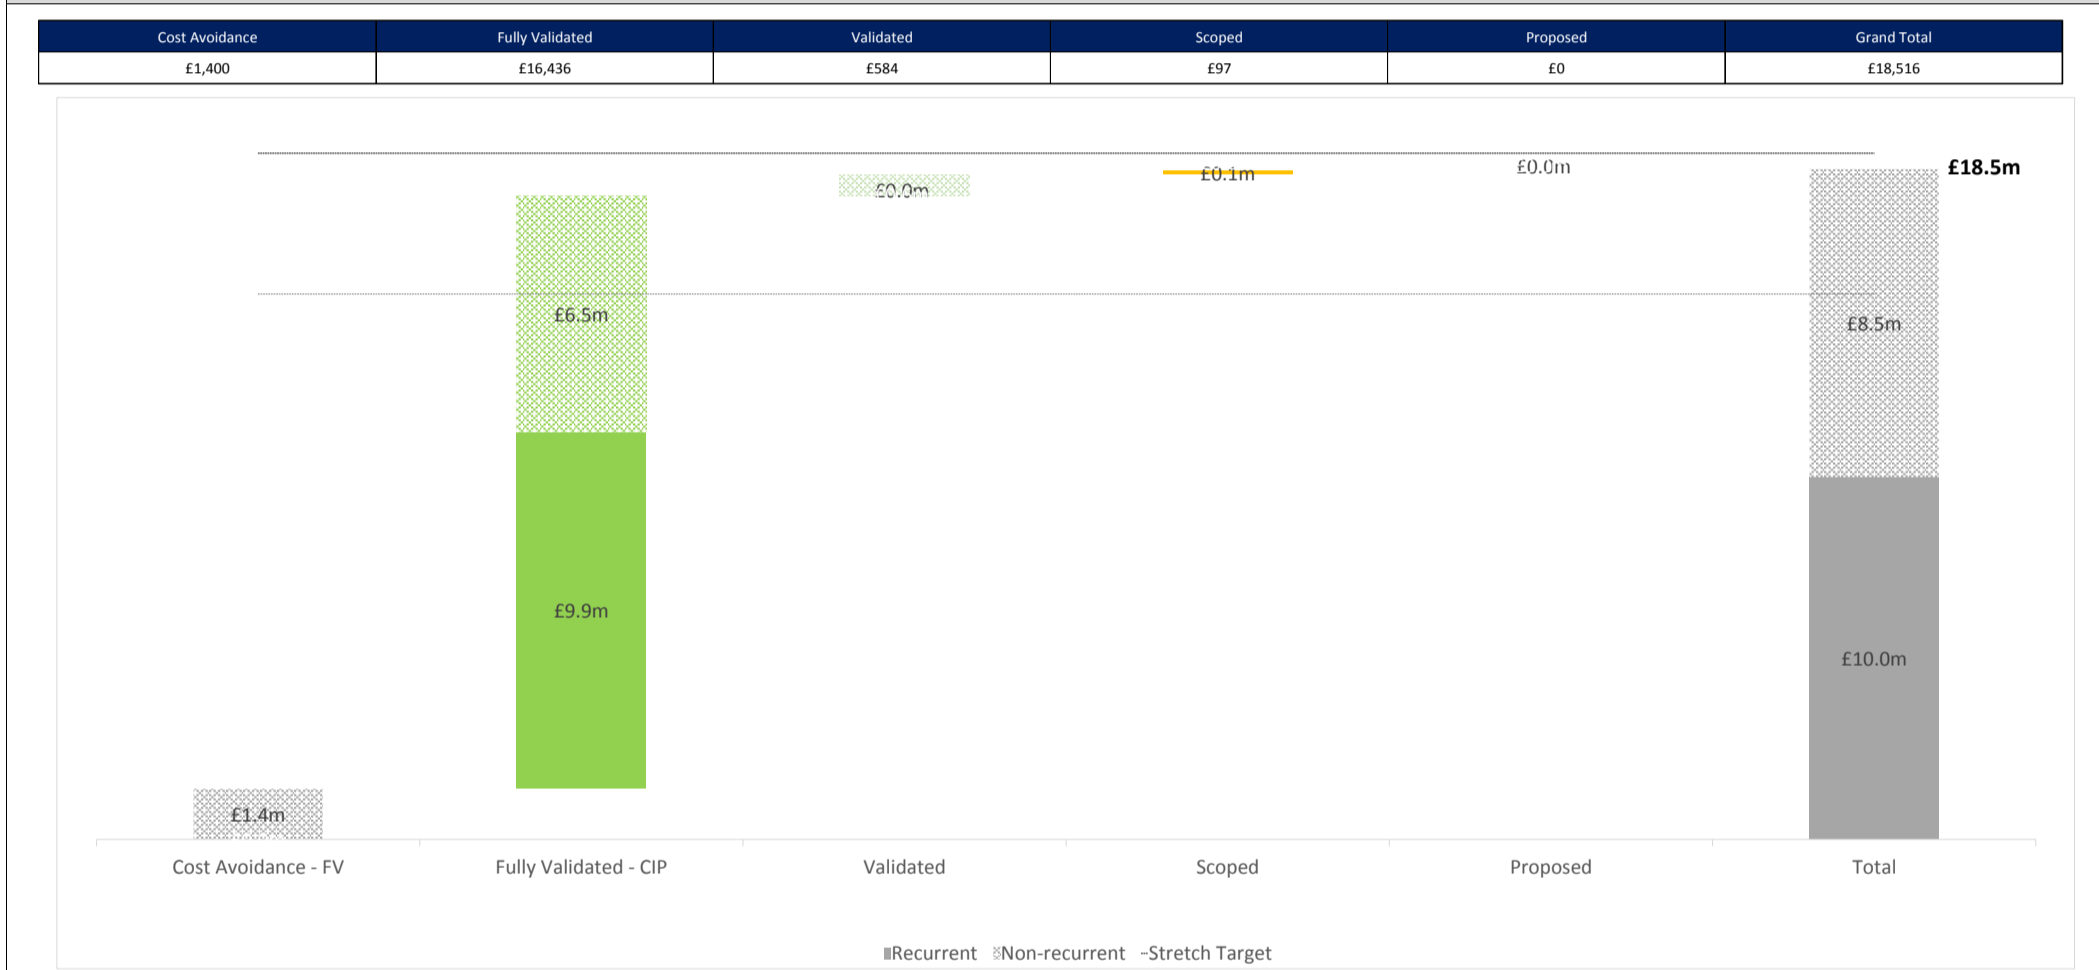 Cost Avoidance Fully Validated Validated Scoped Proposed Grand Total
£1,400 £16,436 £584 £97 £0 £18,516
£0.0m £18.5m
£0.1m
£0.0m
£6.5m
£8.5m
£9.9m
£10.0m
£1.4m
Cost Avoidance - FV Fully Validated - CIP Validated Scoped Proposed Total
Recurrent Non-recurrent Stretch Target